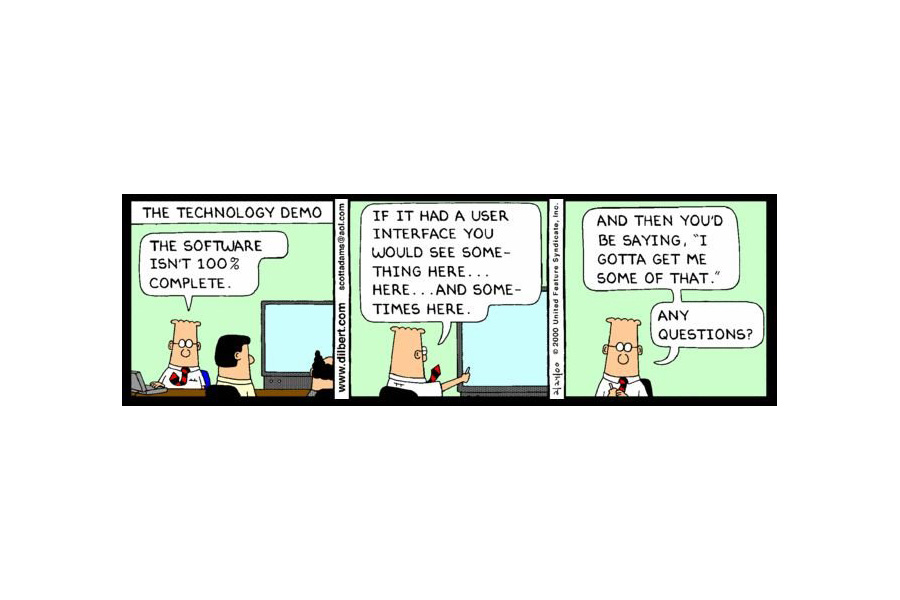 THE TECHNOLOGY DEMO
THE SOFTWARE
ISN'T 100%
COMPLETE.
www.dilbert.com scottadams@aol.com
IF IT HAD A USER
INTERFACE YOU
WOULD SEE SOME-
THING HERE...
HERE...AND SOME-
TIMES HERE.
© 2000 United Feature Syndicate, Inc.
AND THEN YOU'D
BE SAYING, "I
GOTTA GET ME
SOME OF THAT."
ANY
QUESTIONS?